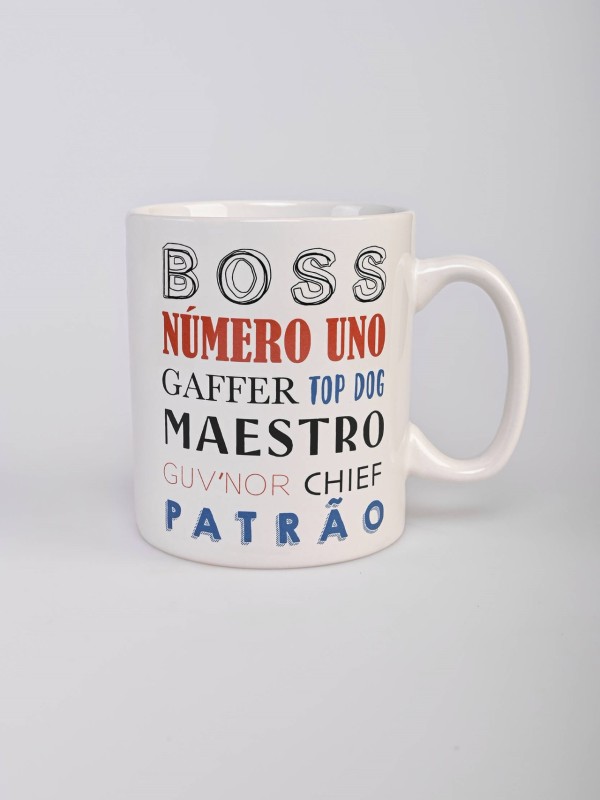 BOSS
NÚMERO UNO
GAFFER TOP DOG
MAESTRO
GUV'NOR CHIEF
PATRÃO